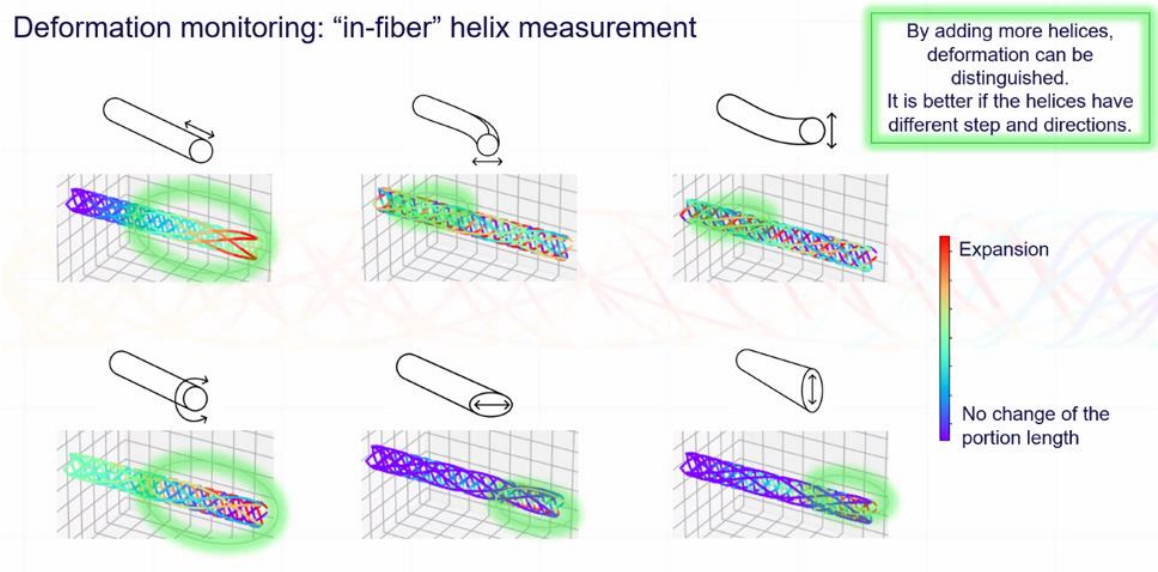 Deformation monitoring: “in-fiber” helix measurement
By adding more helices,
deformation can be
distinguished.
It is better if the helices have
different step and directions.
Expansion
No change of the
portion length